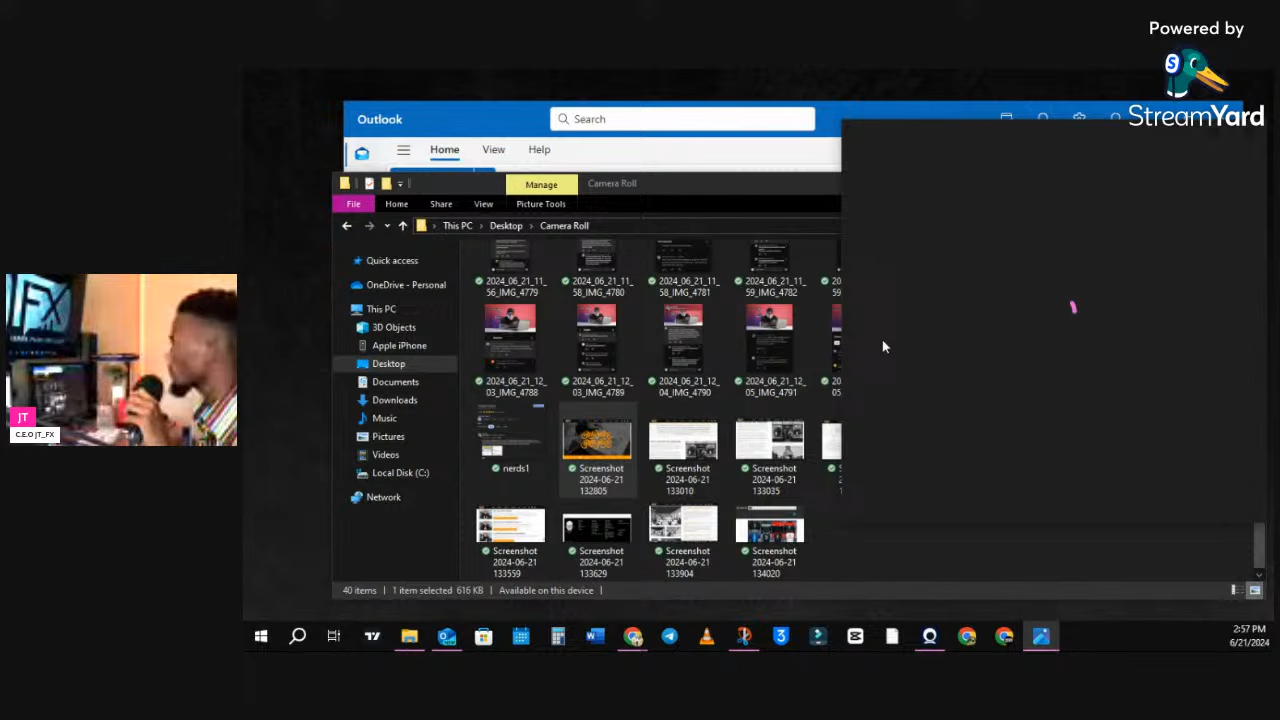 Powered by
S
StreamYard
Outlook
Search
Home View Help
Manage Camera Roll
File Home Share View Picture Tools
This PC Desktop Camera Roll
Quick access
OneDrive - Personal
This PC
3D Objects
Apple iPhone
Desktop
Documents
Downloads
Music
Pictures
Videos
Local Disk (C:)
Network
2024_06_21_11_56_IMG_4779
2024_06_21_11_58_IMG_4780
2024_06_21_11_58_IMG_4781
2024_06_21_11_59_IMG_4782
2024_06_21_12_03_IMG_4788
2024_06_21_12_03_IMG_4789
2024_06_21_12_04_IMG_4790
2024_06_21_12_05_IMG_4791
nerds1
Screenshot 2024-06-21 132805
Screenshot 2024-06-21 133010
Screenshot 2024-06-21 133035
Screenshot 2024-06-21 133559
Screenshot 2024-06-21 133629
Screenshot 2024-06-21 133904
Screenshot 2024-06-21 134020
40 items 1 item selected 616 KB Available on this device
JFX
JT
C.E.O JT_FX
2:57 PM
6/21/2024